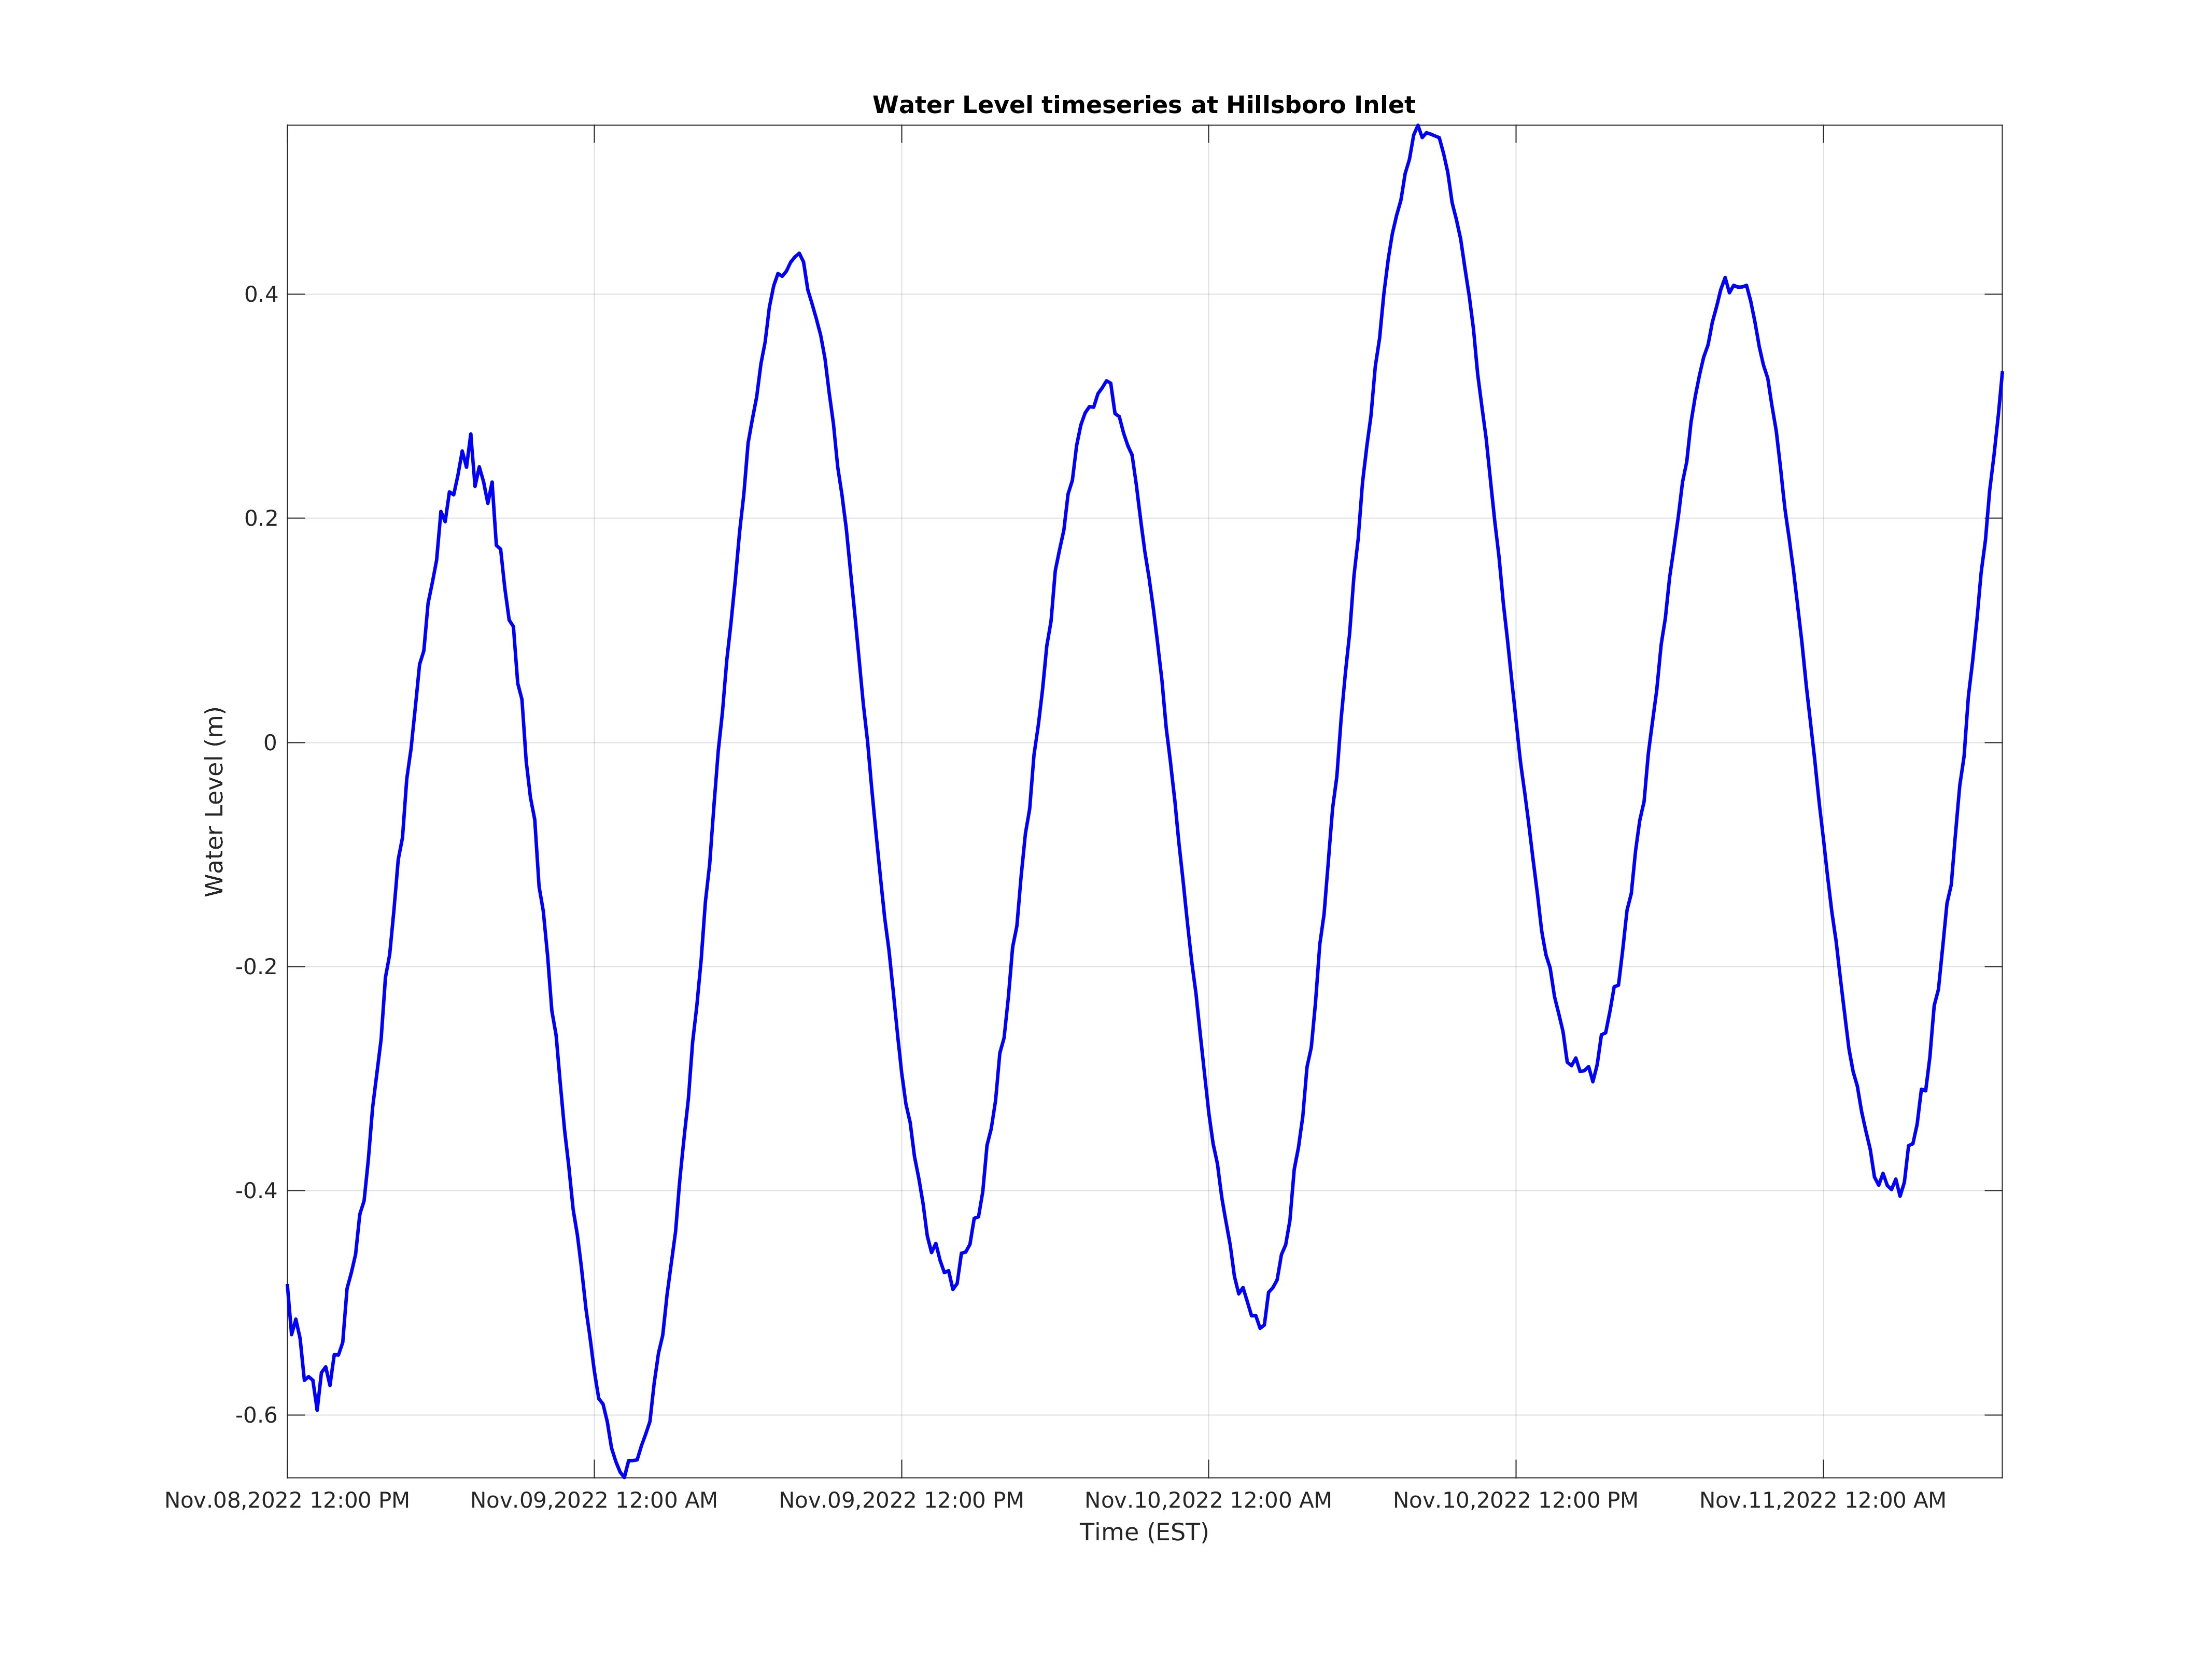 Water Level timeseries at Hillsboro Inlet
Water Level (m)
0.4
0.2
0
-0.2
-0.4
-0.6
Nov.08,2022 12:00 PM
Nov.09,2022 12:00 AM
Nov.09,2022 12:00 PM
Nov.10,2022 12:00 AM
Nov.10,2022 12:00 PM
Nov.11,2022 12:00 AM
Time (EST)